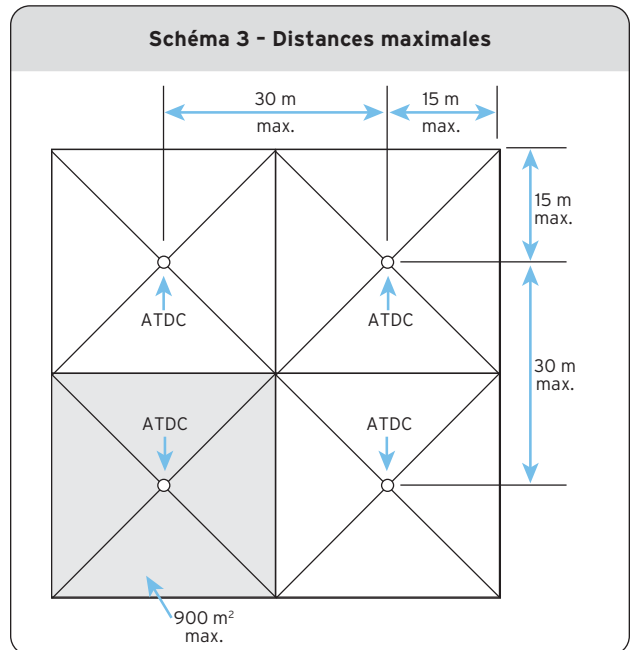 Schéma 3 – Distances maximales
30 m
max.
15 m
max.
15 m
max.
ATDC
ATDC
30 m
max.
ATDC
ATDC
900 m²
max.